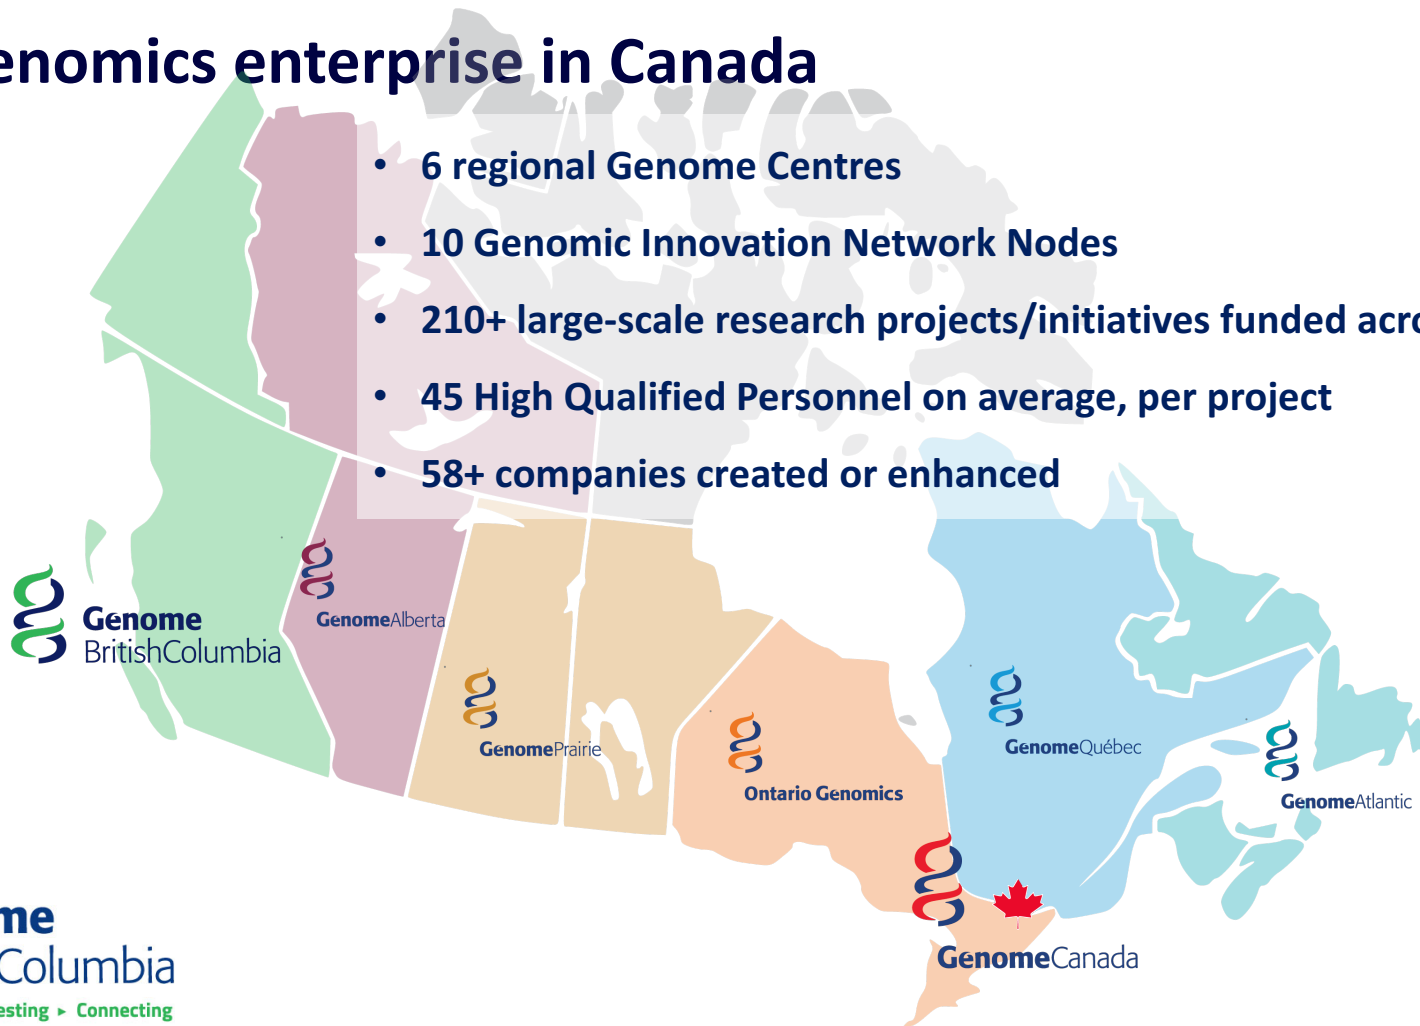 enomics enterprise in Canada
• 6 regional Genome Centres
• 10 Genomic Innovation Network Nodes
• 210+ large-scale research projects/initiatives funded acro
• 45 High Qualified Personnel on average, per project
• 58+ companies created or enhanced
Genome
BritishColumbia
GenomeAlberta
GenomePrairie
Ontario Genomics
GenomeQuébec
GenomeAtlantic
GenomeCanada
me
Columbia
esting ▸ Connecting